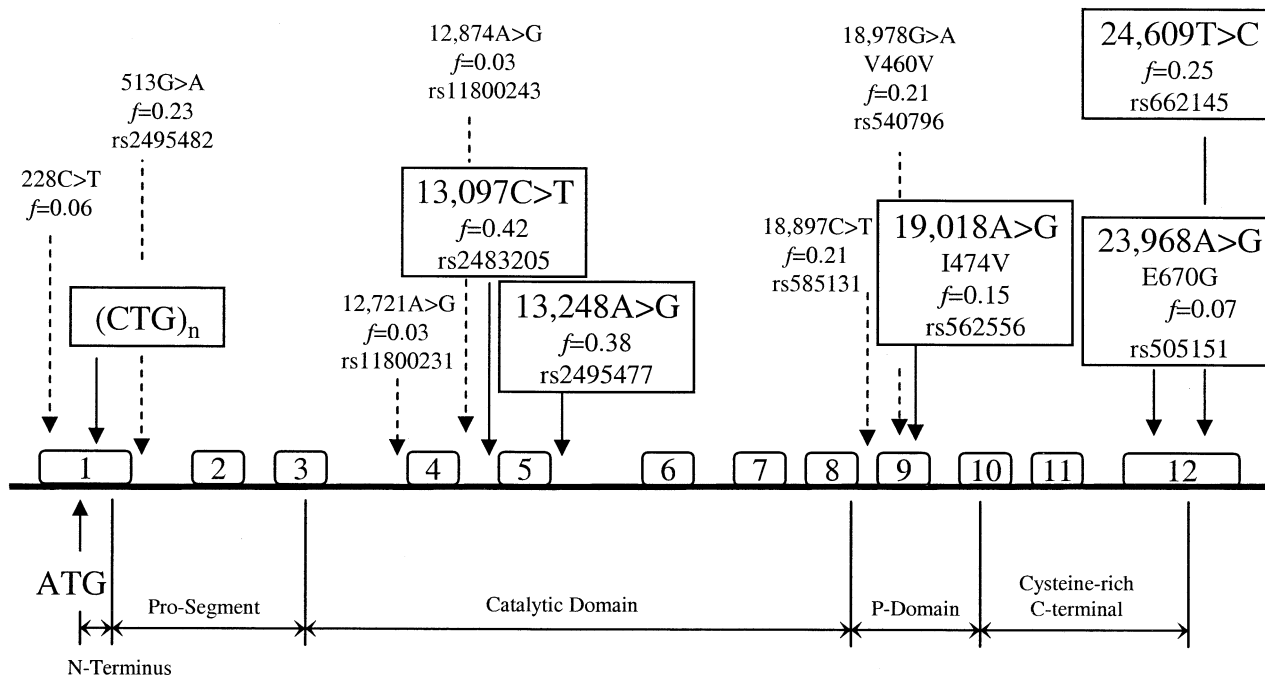 228C>T
f=0.06
513G>A
f=0.23
rs2495482
(CTG)n
12,721A>G
f=0.03
rs11800231
12,874A>G
f=0.03
rs11800243
13,097C>T
f=0.42
rs2483205
13,248A>G
f=0.38
rs2495477
18,897C>T
f=0.21
rs585131
18,978G>A
V460V
f=0.21
rs540796
19,018A>G
I474V
f=0.15
rs562556
24,609T>C
f=0.25
rs662145
23,968A>G
E670G
f=0.07
rs505151
1 2 3 4 5 6 7 8 9 10 11 12
ATG
N-Terminus
Pro-Segment
Catalytic Domain
P-Domain
Cysteine-rich
C-terminal